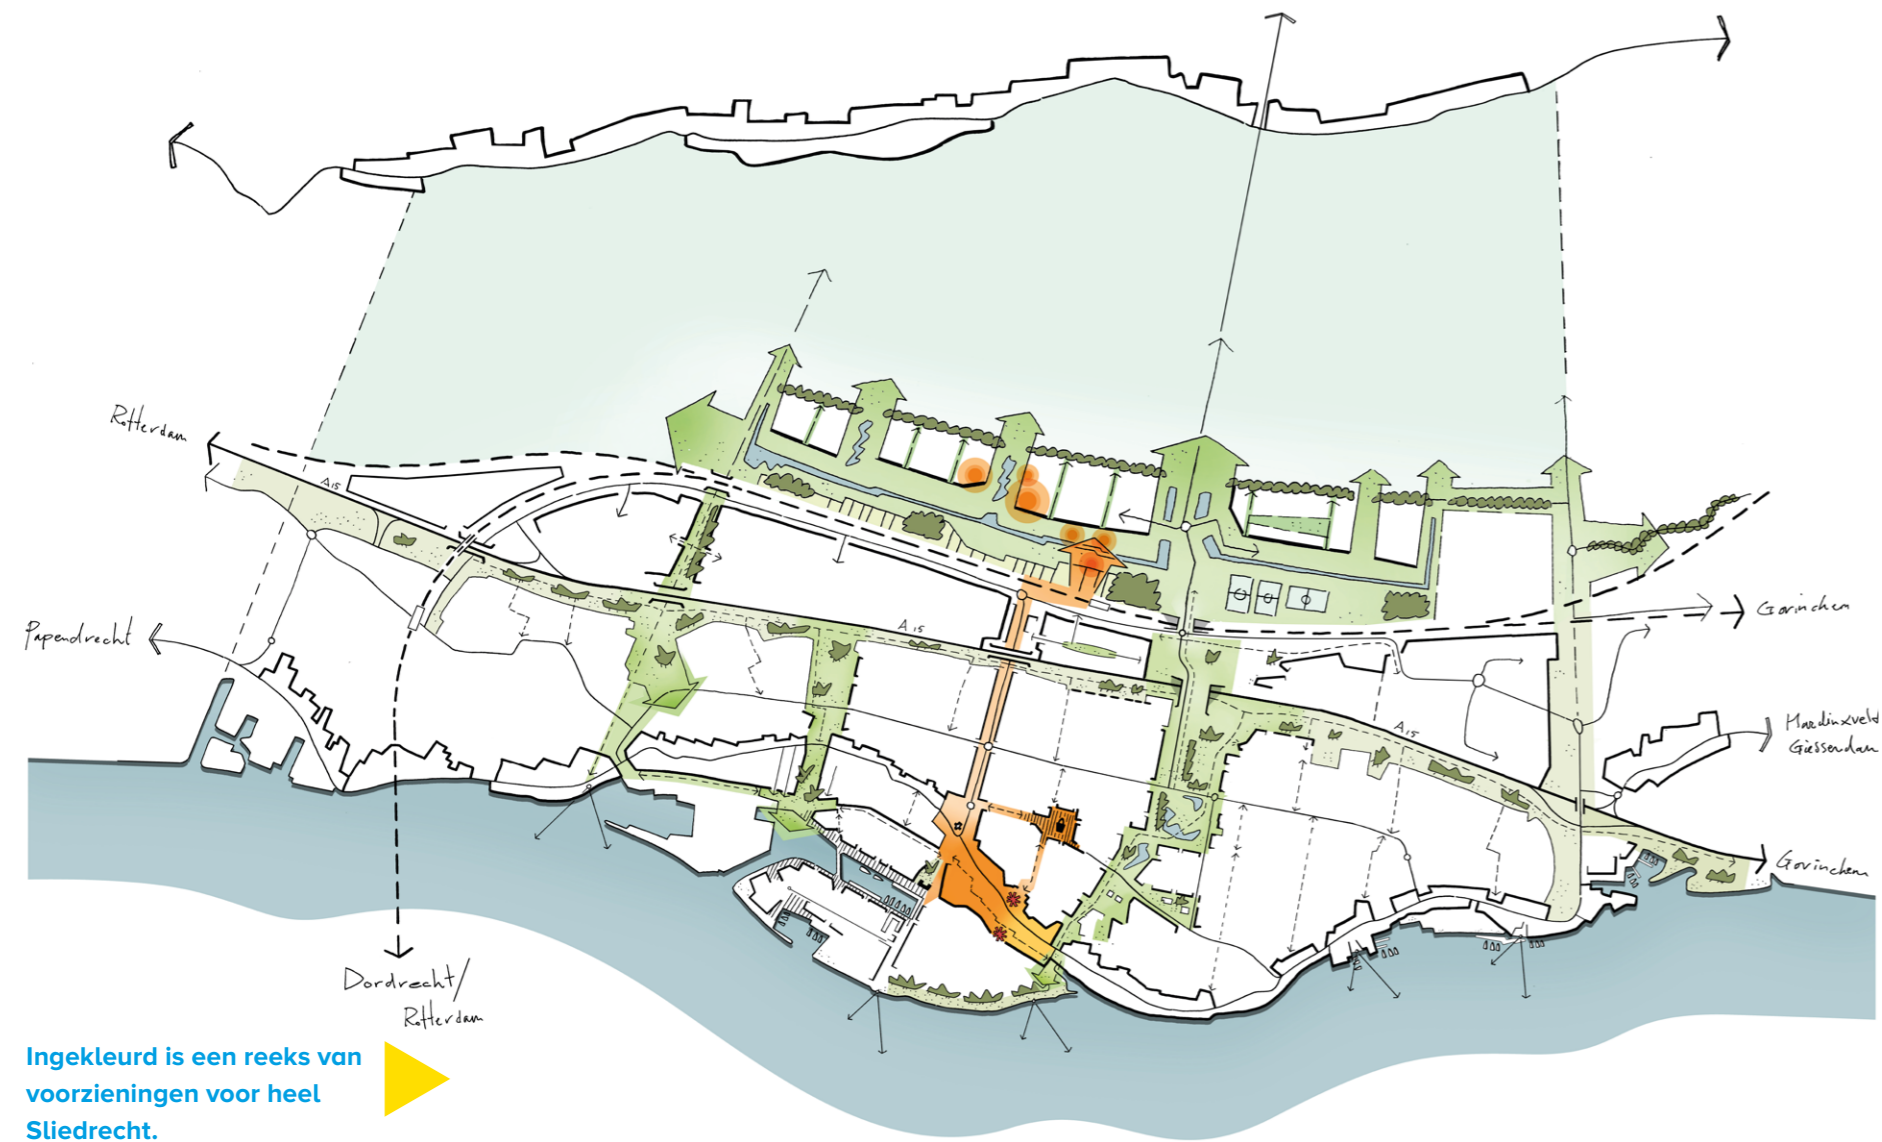 Rotterdam
A15
Papendrecht
A15
Gorinchem
A15
Hardinxveld
Giessendam
Gorinchem
Dordrecht/
Rotterdam
Ingekleurd is een reeks van
voorzieningen voor heel
Sliedrecht.